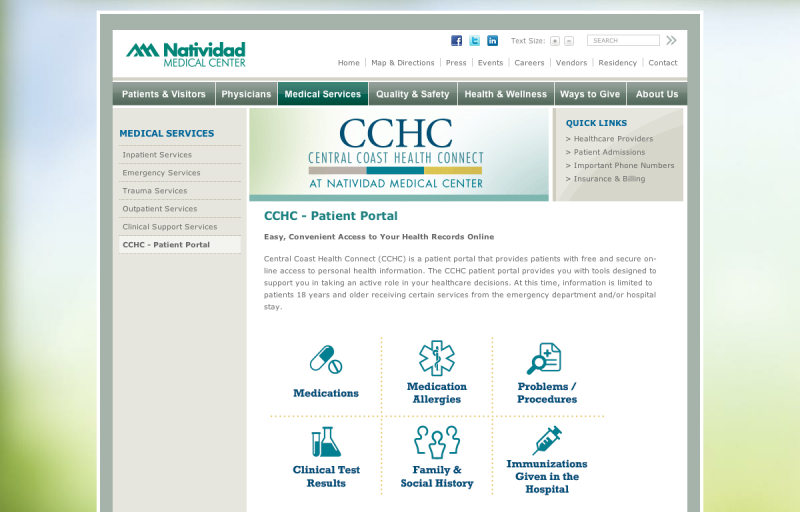 Natividad
MEDICAL CENTER
Text Size: + −
SEARCH
Home | Map & Directions | Press | Events | Careers | Vendors | Residency | Contact
Patients & Visitors Physicians Medical Services Quality & Safety Health & Wellness Ways to Give About Us
MEDICAL SERVICES
Inpatient Services
Emergency Services
Trauma Services
Outpatient Services
Clinical Support Services
CCHC - Patient Portal
CCHC
CENTRAL COAST HEALTH CONNECT
AT NATIVIDAD MEDICAL CENTER
QUICK LINKS
> Healthcare Providers
> Patient Admissions
> Important Phone Numbers
> Insurance & Billing
CCHC - Patient Portal
Easy, Convenient Access to Your Health Records Online
Central Coast Health Connect (CCHC) is a patient portal that provides patients with free and secure on-
line access to personal health information. The CCHC patient portal provides you with tools designed to
support you in taking an active role in your healthcare decisions. At this time, information is limited to
patients 18 years and older receiving certain services from the emergency department and/or hospital
stay.
Medications
Medication
Allergies
Problems /
Procedures
Clinical Test
Results
Family &
Social History
Immunizations
Given in the
Hospital